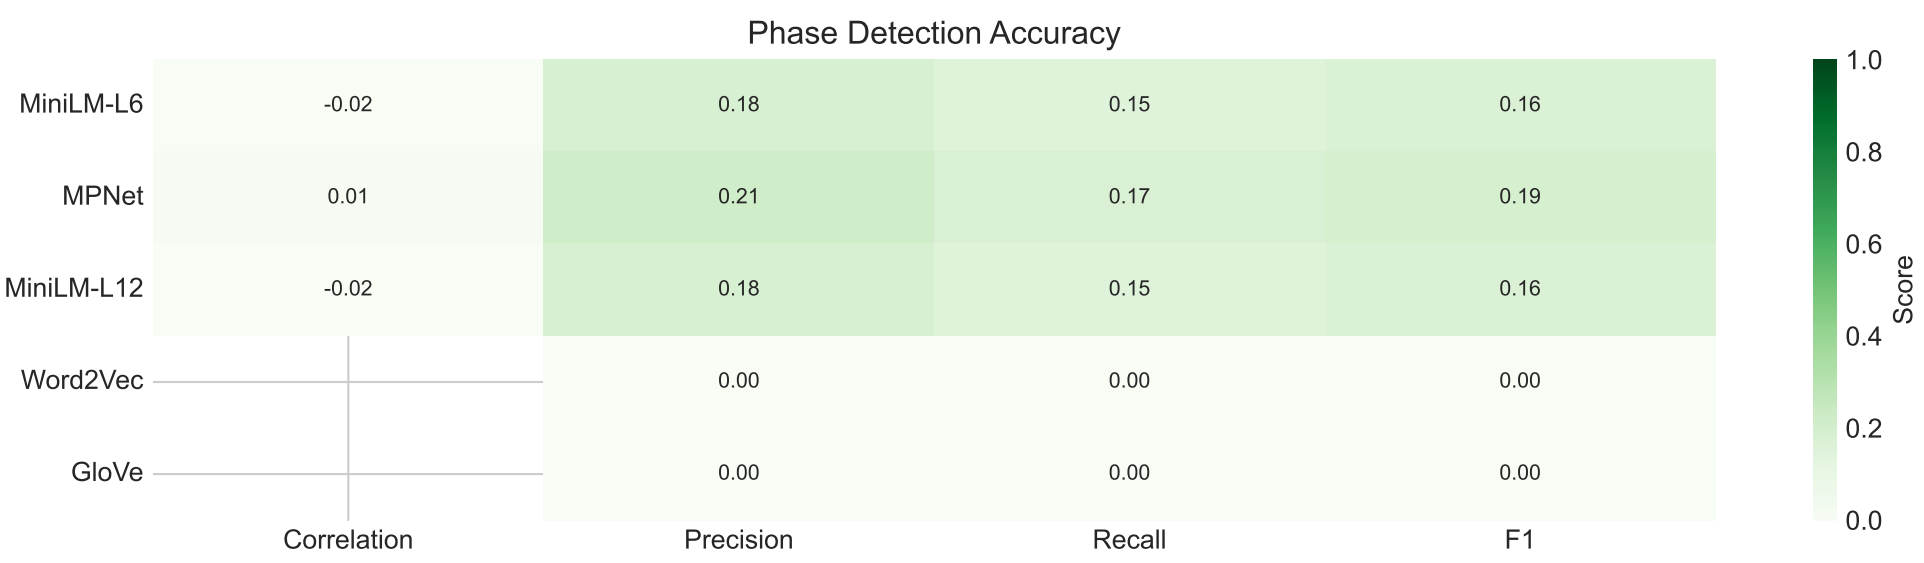 Phase Detection Accuracy
MiniLM-L6 -0.02 0.18 0.15 0.16
MPNet 0.01 0.21 0.17 0.19
MiniLM-L12 -0.02 0.18 0.15 0.16
Word2Vec 0.00 0.00 0.00
GloVe 0.00 0.00 0.00
Correlation Precision Recall F1
1.0
0.8
0.6
0.4
0.2
0.0
Score